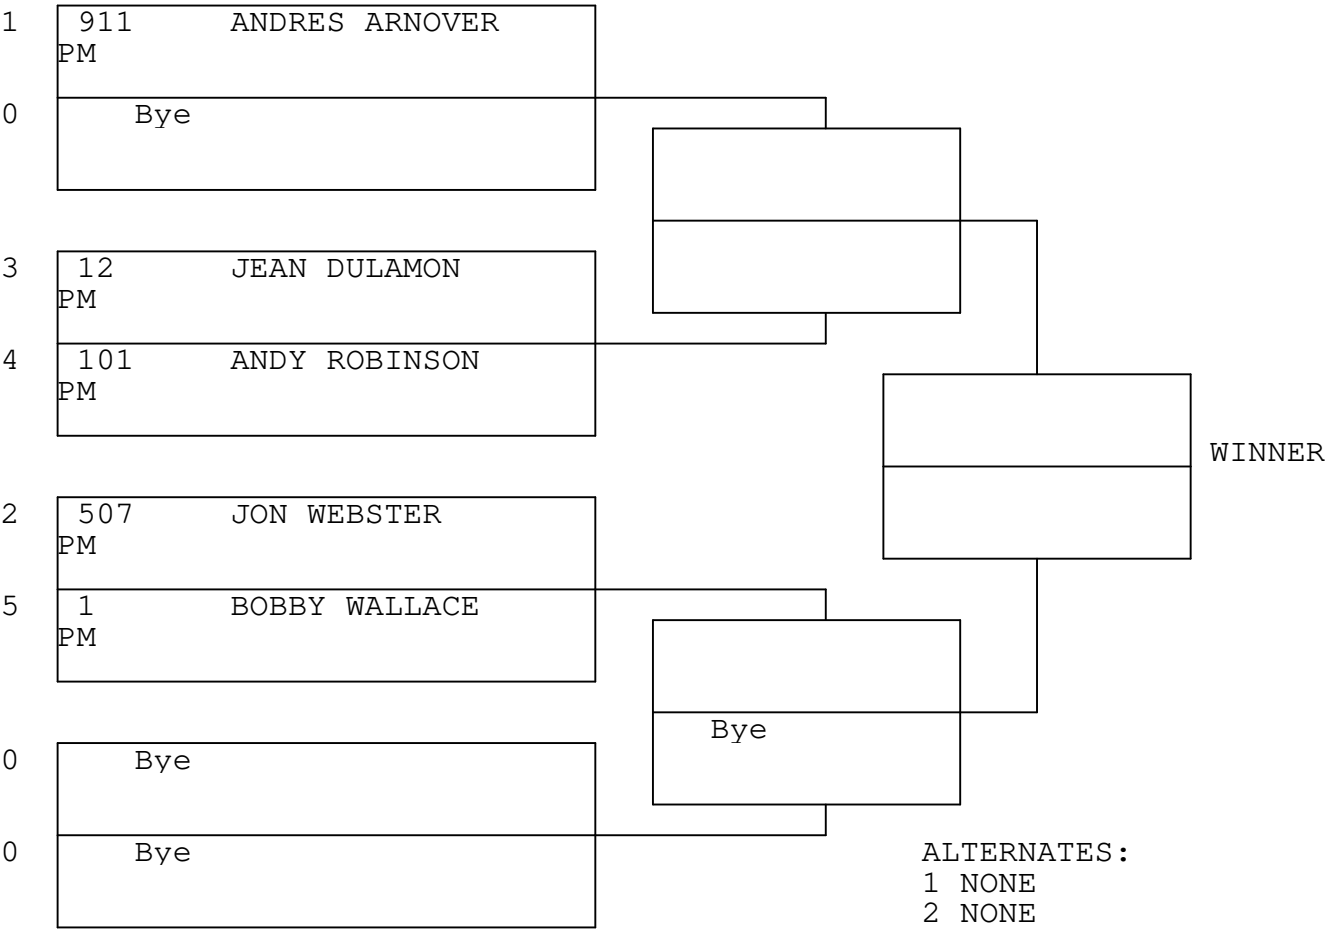 1 911 ANDRES ARNOVER
PM
0 Bye
3 12 JEAN DULAMON
PM
4 101 ANDY ROBINSON
PM
WINNER
2 507 JON WEBSTER
PM
5 1 BOBBY WALLACE
PM
Bye
0 Bye
0 Bye
ALTERNATES:
1 NONE
2 NONE